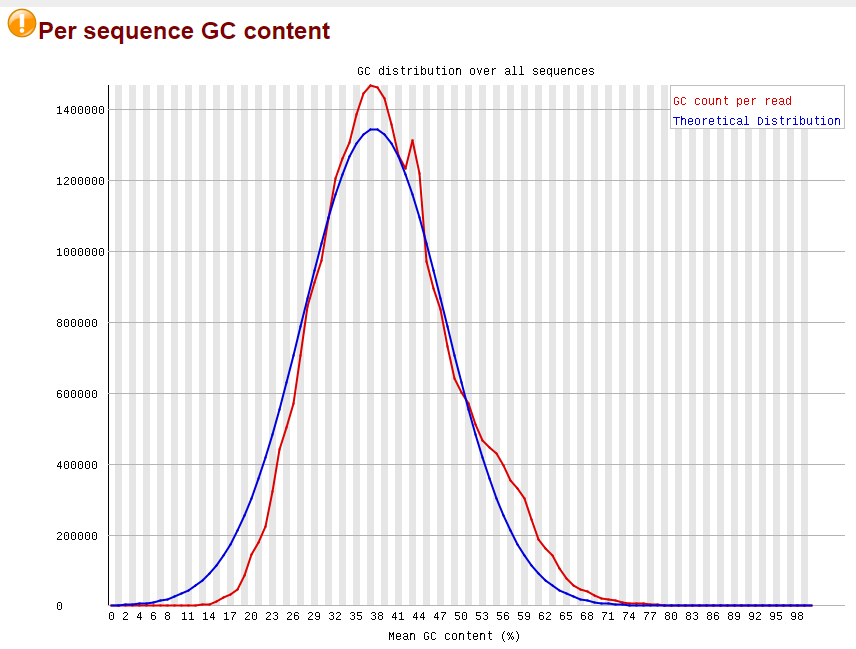 Per sequence GC content
GC distribution over all sequences
GC count per read
Theoretical Distribution
1400000
1200000
1000000
800000
600000
400000
200000
0
0 2 4 6 8 11 14 17 20 23 26 29 32 35 38 41 44 47 50 53 56 59 62 65 68 71 74 77 80 83 86 89 92 95 98
Mean GC content (%)